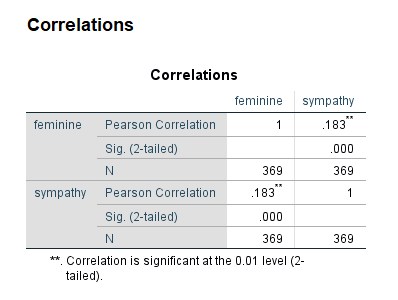 Correlations
Correlations
feminine sympathy
feminine Pearson Correlation 1 .183**
Sig. (2-tailed) .000
N 369 369
sympathy Pearson Correlation .183** 1
Sig. (2-tailed) .000
N 369 369
**. Correlation is significant at the 0.01 level (2-
tailed).